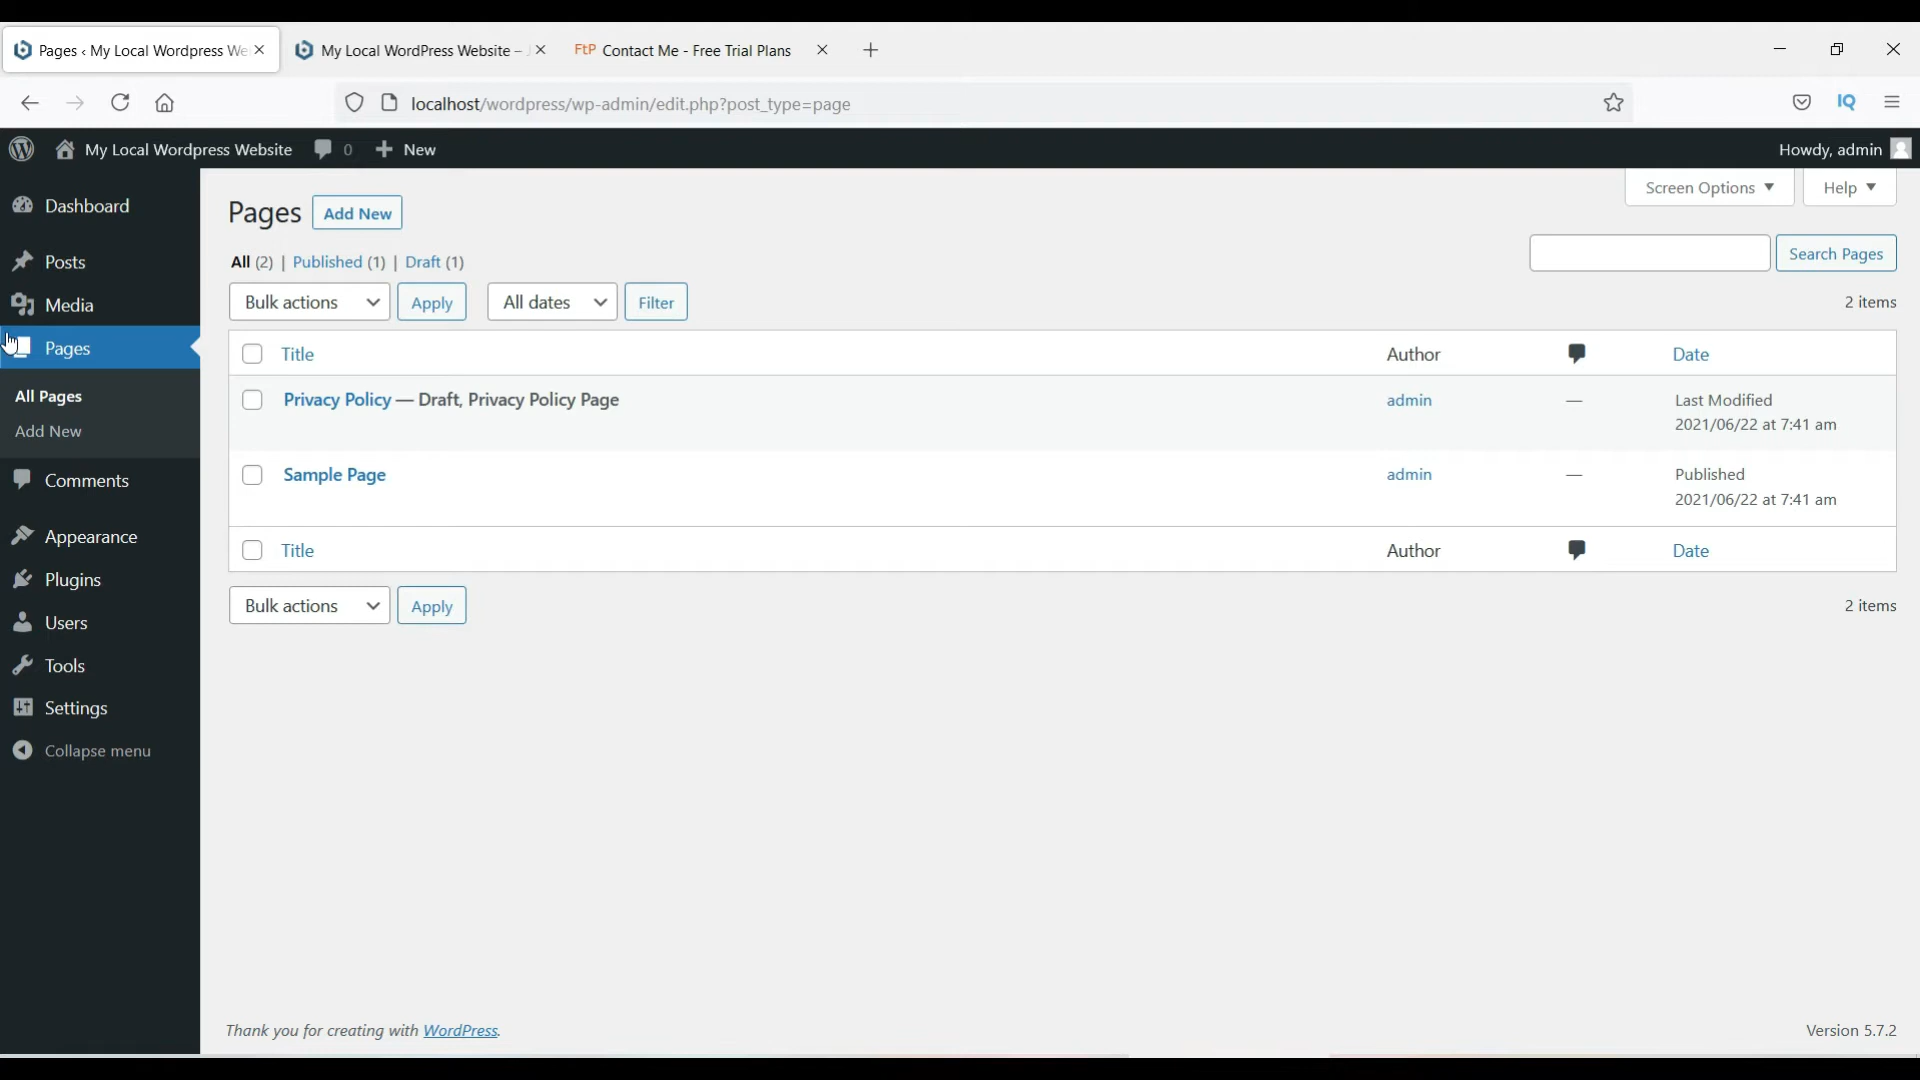 Pages ‹ My Local Wordpress We
My Local WordPress Website –
FtP Contact Me - Free Trial Plans
localhost/wordpress/wp-admin/edit.php?post_type=page
IQ
My Local Wordpress Website 0 New
Howdy, admin
Dashboard
Posts
Media
Pages
All Pages
Add New
Comments
Appearance
Plugins
Users
Tools
Settings
Collapse menu
Screen Options Help
Pages Add New
All (2) | Published (1) | Draft (1)
Search Pages
Bulk actions Apply All dates Filter 2 items
Title Author Date
Privacy Policy — Draft, Privacy Policy Page admin — Last Modified
2021/06/22 at 7:41 am
Sample Page admin — Published
2021/06/22 at 7:41 am
Title Author Date
Bulk actions Apply 2 items
Thank you for creating with WordPress.
Version 5.7.2